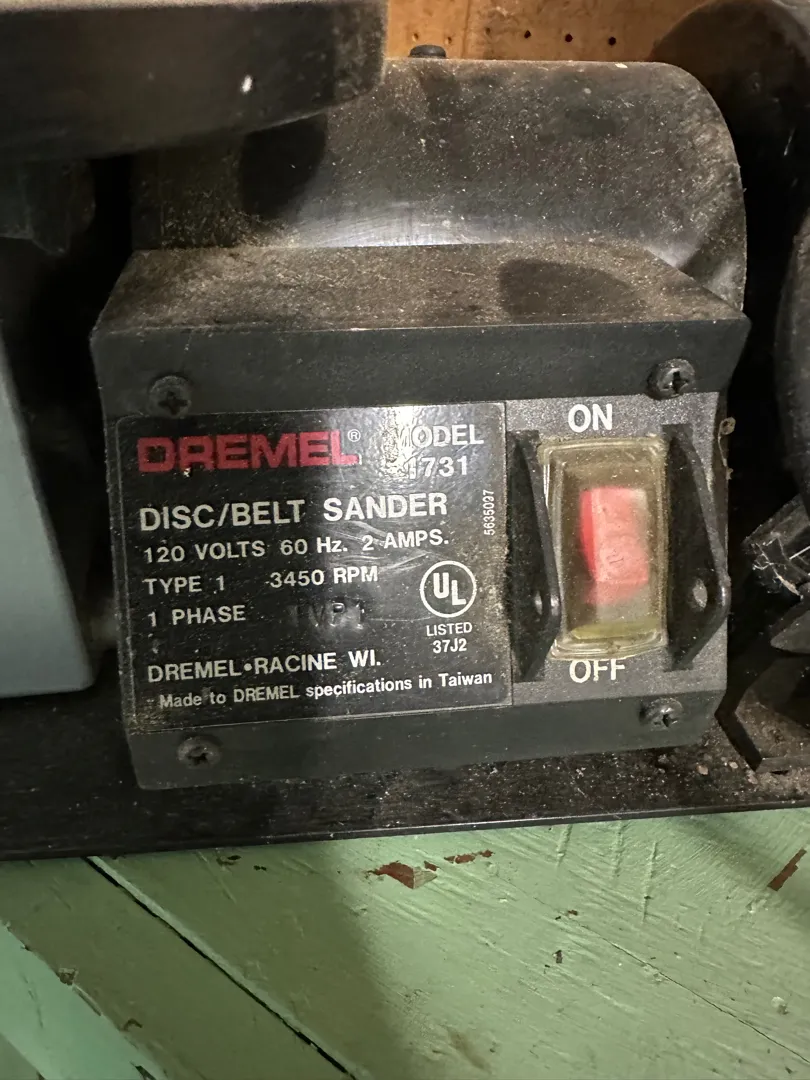 DREMEL® MODEL
1731
DISC/BELT SANDER
120 VOLTS 60 Hz. 2 AMPS.
TYPE 1 3450 RPM
1 PHASE
UL
LISTED
37J2
DREMEL•RACINE WI.
Made to DREMEL specifications in Taiwan
5635097
ON
OFF